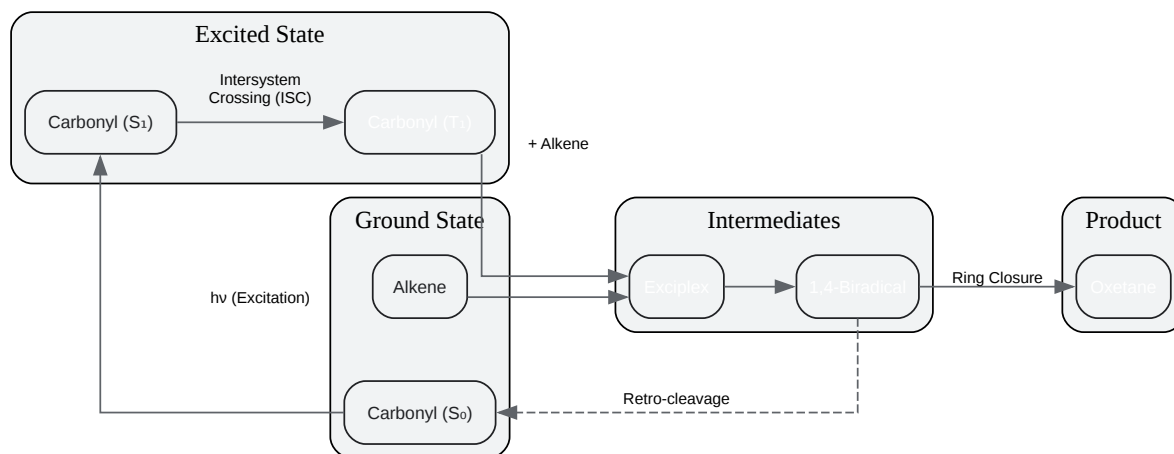 Excited State
Intersystem
Crossing (ISC)
Carbonyl (S₁)
Carbonyl (T₁)
+ Alkene
Ground State
Intermediates
Product
Alkene
Exciplex
1,4-Biradical
Ring Closure
Oxetane
hν (Excitation)
Retro-cleavage
Carbonyl (S₀)